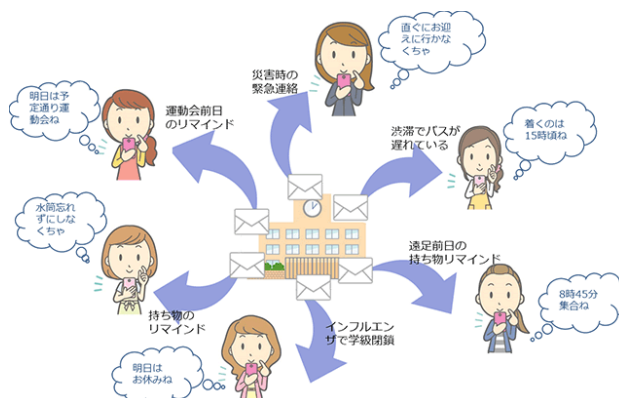 災害時の
緊急連絡
直ぐにお迎
えに行かな
くちゃ
明日は予
定通り運
動会ね
運動会前日
のリマインド
渋滞でバスが
遅れている
着くのは
15時頃ね
水筒忘れ
ずにしな
くちゃ
持ち物の
リマインド
遠足前日の
持ち物リマインド
8時45分
集合ね
インフルエン
ザで学級閉鎖
明日は
お休みね